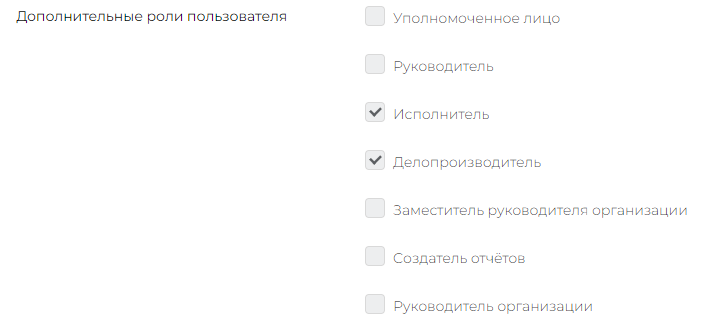 Дополнительные роли пользователя
Уполномоченное лицо
Руководитель
Исполнитель
Делопроизводитель
Заместитель руководителя организации
Создатель отчётов
Руководитель организации